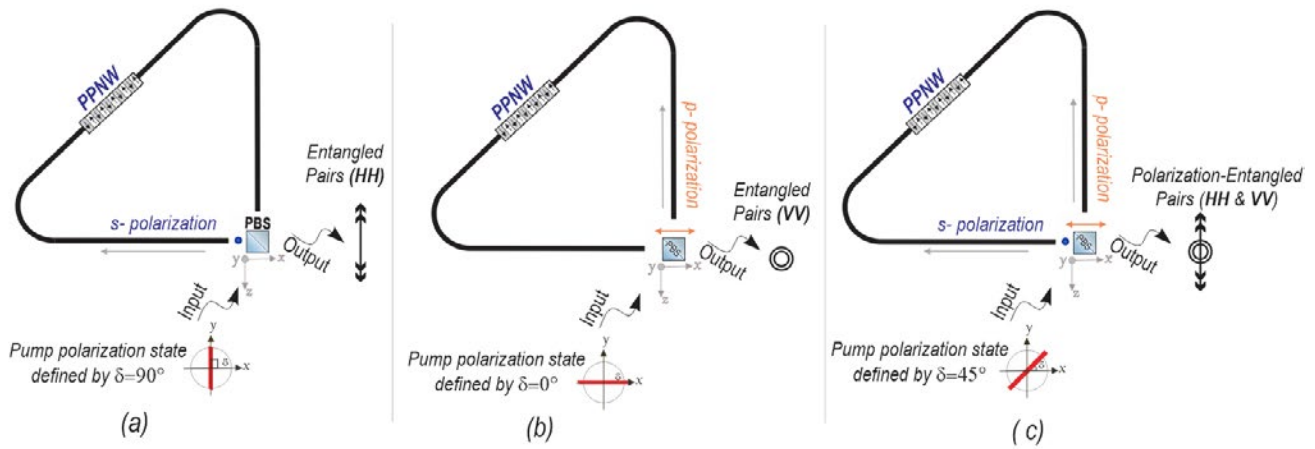 PPNW
Entangled
Pairs (HH)
s- polarization
PBS
Output
y
x
z
Input
y
Pump polarization state
defined by δ=90°
δ
x
(a)
PPNW
p- polarization
Entangled
Pairs (VV)
PBS
Output
y
x
z
Input
y
Pump polarization state
defined by δ=0°
δ
x
(b)
PPNW
p- polarization
Polarization-Entangled
Pairs (HH & VV)
s- polarization
PBS
Output
y
x
z
Input
y
Pump polarization state
defined by δ=45°
δ
x
( c)